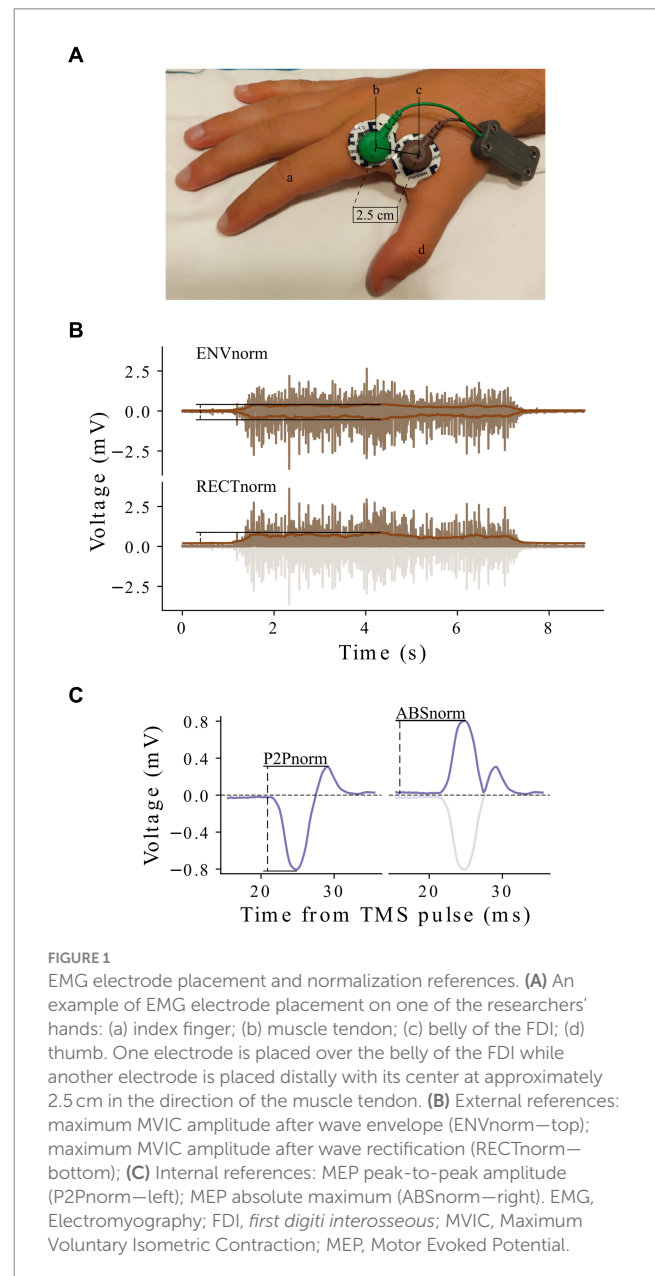 A
b
c
a
2.5 cm
d
B
ENVnorm
2.5
0.0
−2.5
RECTnorm
2.5
0.0
−2.5
Voltage (mV)
0
2
4
6
8
Time (s)
C
ABSnorm
P2Pnorm
0.8
0.4
0.0
−0.4
−0.8
Voltage (mV)
20
30
20
30
Time from TMS pulse (ms)
FIGURE 1
EMG electrode placement and normalization references. (A) An
example of EMG electrode placement on one of the researchers’
hands: (a) index finger; (b) muscle tendon; (c) belly of the FDI; (d)
thumb. One electrode is placed over the belly of the FDI while
another electrode is placed distally with its center at approximately
2.5 cm in the direction of the muscle tendon. (B) External references:
maximum MVIC amplitude after wave envelope (ENVnorm—top);
maximum MVIC amplitude after wave rectification (RECTnorm—
bottom); (C) Internal references: MEP peak-to-peak amplitude
(P2Pnorm—left); MEP absolute maximum (ABSnorm—right). EMG,
Electromyography; FDI, first digiti interosseous; MVIC, Maximum
Voluntary Isometric Contraction; MEP, Motor Evoked Potential.